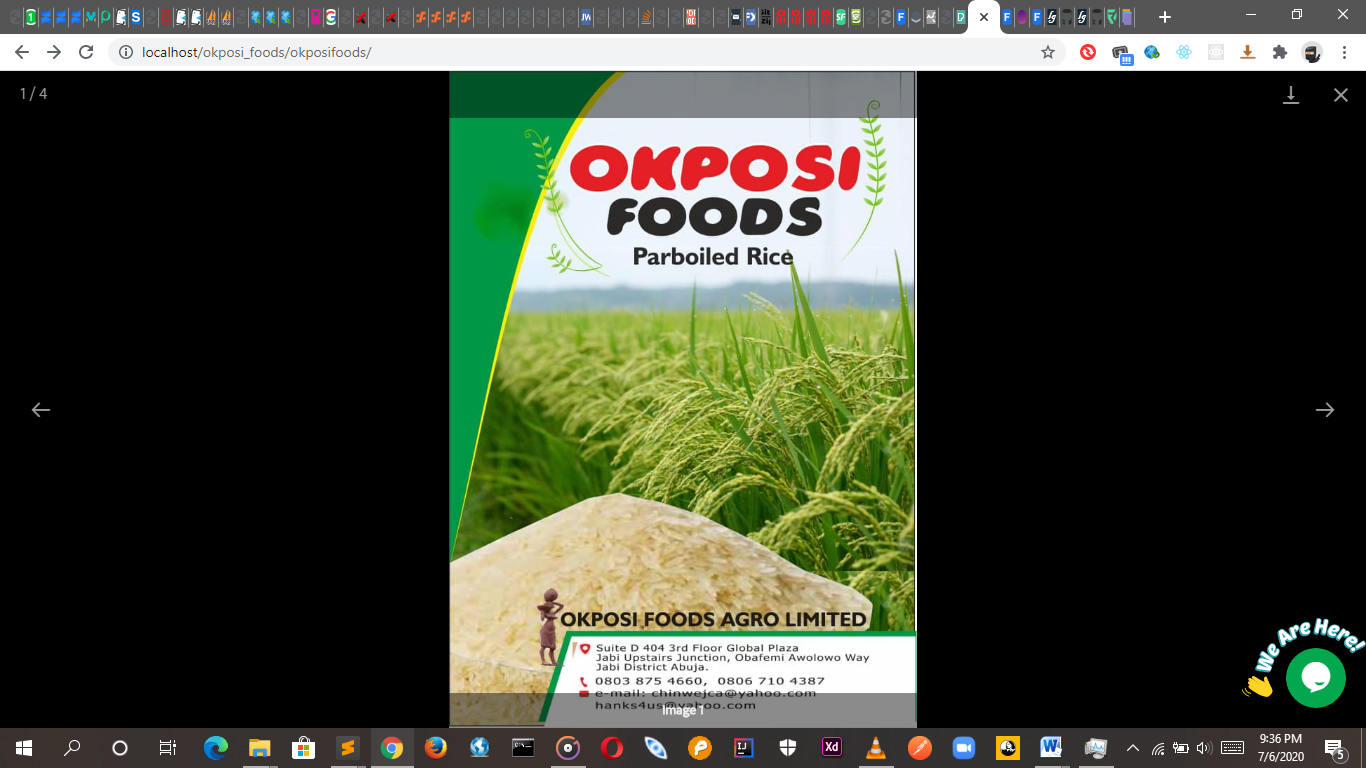 localhost/okposi_foods/okposifoods/
1 / 4
OKPOSI
FOODS
Parboiled Rice
OKPOSI FOODS AGRO LIMITED
Suite D 404 3rd Floor Global Plaza
Jabi Upstairs Junction, Obafemi Awolowo Way
Jabi District Abuja.
0803 875 4660, 0806 710 4387
e-mail: chinwejca@yahoo.com
hanks4us@yahoo.com
Image 1
We Are Here!
9:36 PM
7/6/2020
5